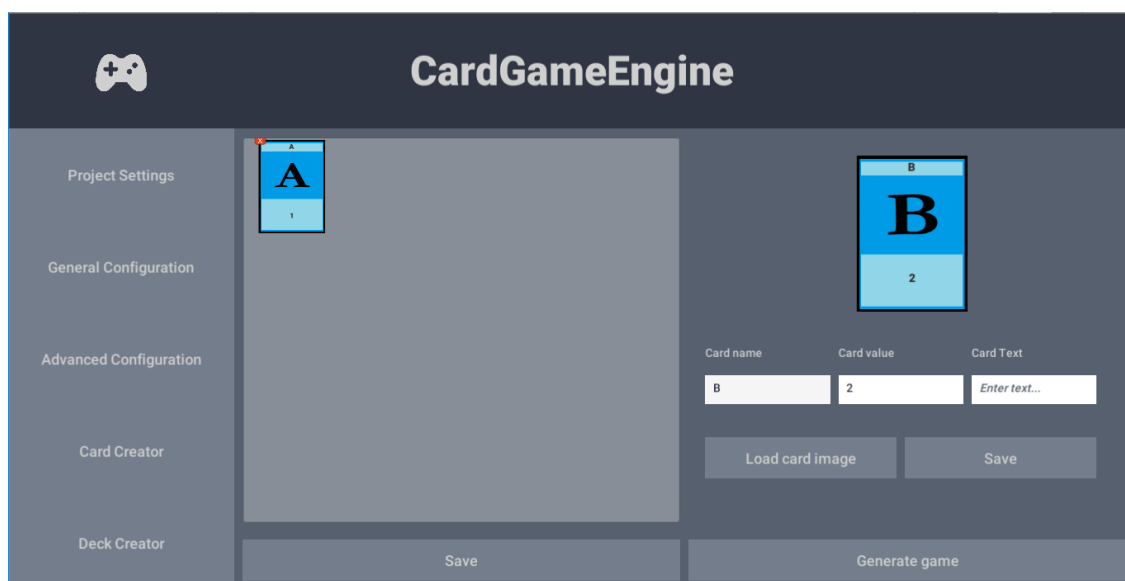 CardGameEngine
Project Settings
General Configuration
Advanced Configuration
Card Creator
Deck Creator
X
A
A
1
B
B
2
Card name Card value Card Text
B 2 Enter text...
Load card image Save
Save Generate game